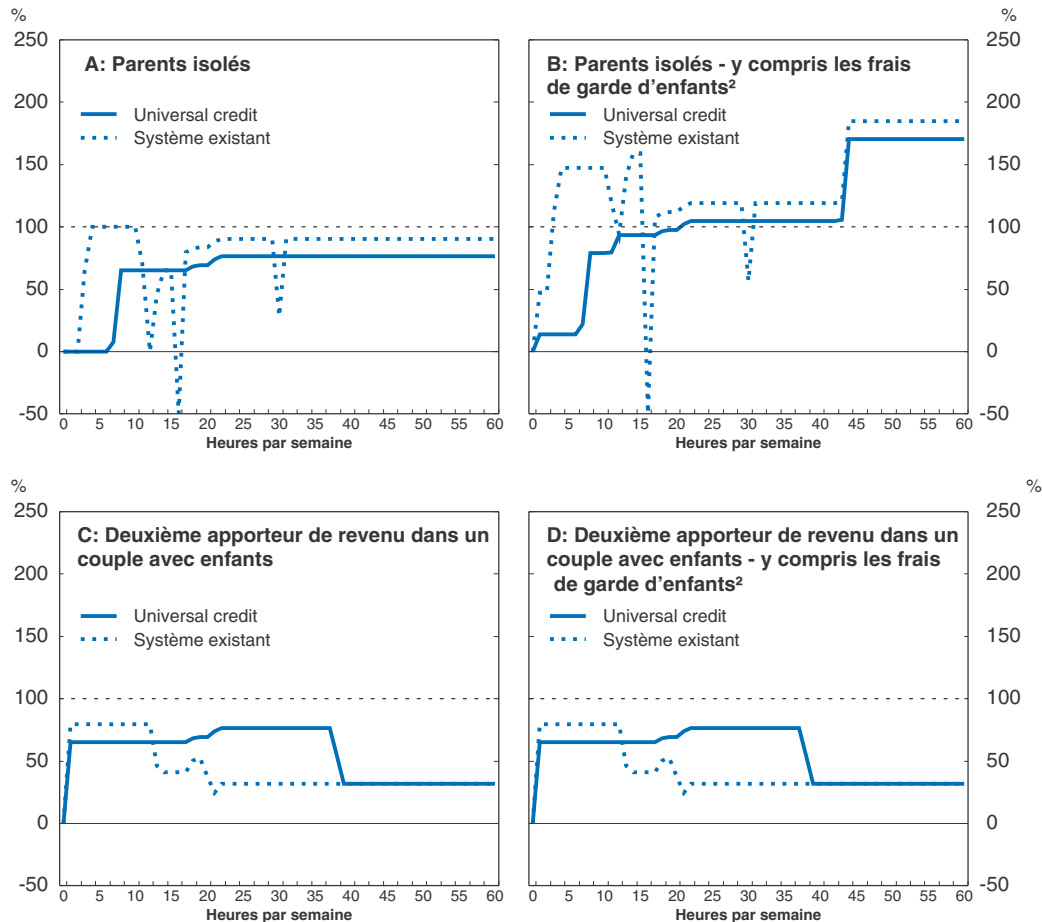 %
%
250
200
150
100
50
0
-50
A: Parents isolés
Universal credit
Système existant
0 5 10 15 20 25 30 35 40 45 50 55 60
Heures par semaine
B: Parents isolés - y compris les frais
de garde d'enfants²
Universal credit
Système existant
250
200
150
100
50
0
-50
0 5 10 15 20 25 30 35 40 45 50 55 60
Heures par semaine
%
%
250
200
150
100
50
0
-50
C: Deuxième apporteur de revenu dans un
couple avec enfants
Universal credit
Système existant
0 5 10 15 20 25 30 35 40 45 50 55 60
Heures par semaine
D: Deuxième apporteur de revenu dans un
couple avec enfants - y compris les frais
de garde d'enfants²
Universal credit
Système existant
250
200
150
100
50
0
-50
0 5 10 15 20 25 30 35 40 45 50 55 60
Heures par semaine